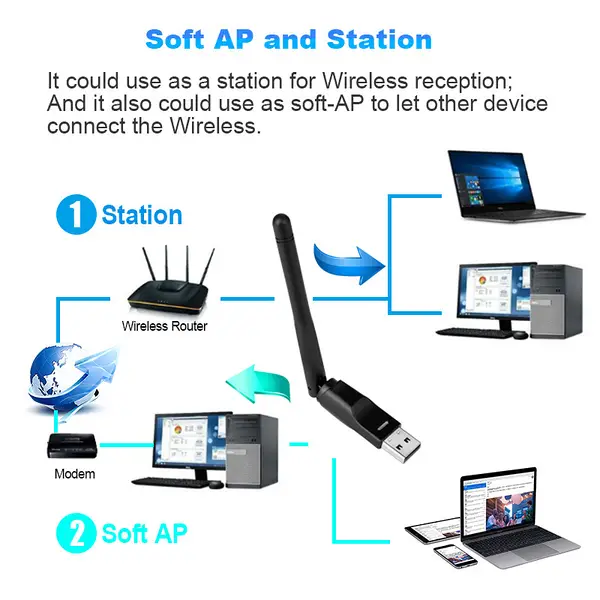 Soft AP and Station
It could use as a station for Wireless reception;
And it also could use as soft-AP to let other device
connect the Wireless.
1 Station
Wireless Router
Modem
2 Soft AP